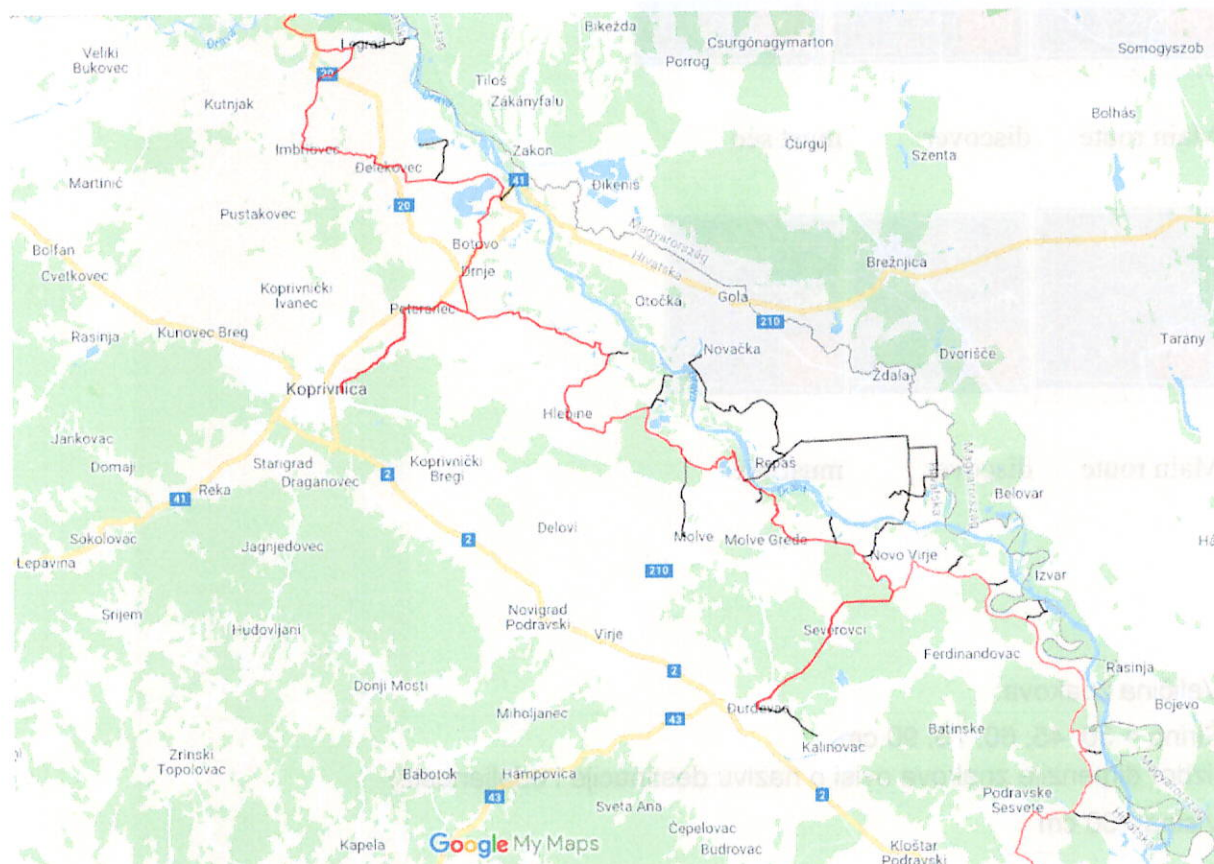 Bikežda
Csurgónagymarton
Porrog
Somogyszob
Legrad
Veliki
Bukovec
20
Tiloš
Zákányfalu
Kutnjak
Bolhás
Imbriovec
Zakon
Čurguj
Szenta
Đelekovec
Martinić
41
Đikeniš
Pustakovec
20
Magyarország
Hrvatska
Botovo
Bolfan
Cvetkovec
Drnje
Brežnjica
Koprivnički
Ivanec
Otočka
Gola
Peteranec
210
Rasinja
Kunovec Breg
Novačka
Tarany
Dvorišče
Ždala
Koprivnica
Hlebine
Jankovac
Domaji
Starigrad
Draganovec
Koprivnički
Bregi
2
Repaš
Reka
41
Belovar
Sokolovac
Delovi
Molve
Molve Grede
Jagnjedovec
2
Novo Virje
Lepavina
210
Izvar
Srijem
Hudovljani
Novigrad
Podravski
Virje
Severovci
Ferdinandovac
2
Rasinja
Donji Mosti
Miholjanec
43
Đurđevac
Bojevo
Batinske
Kalinovac
Zrinski
Topolovac
Babotok
Hampovica
43
2
Podravske
Sesvete
Magyarország
Hrvatska
Sveta Ana
Kapela
Google My Maps
Čepelovac
Budrovac
Kloštar
Podravski